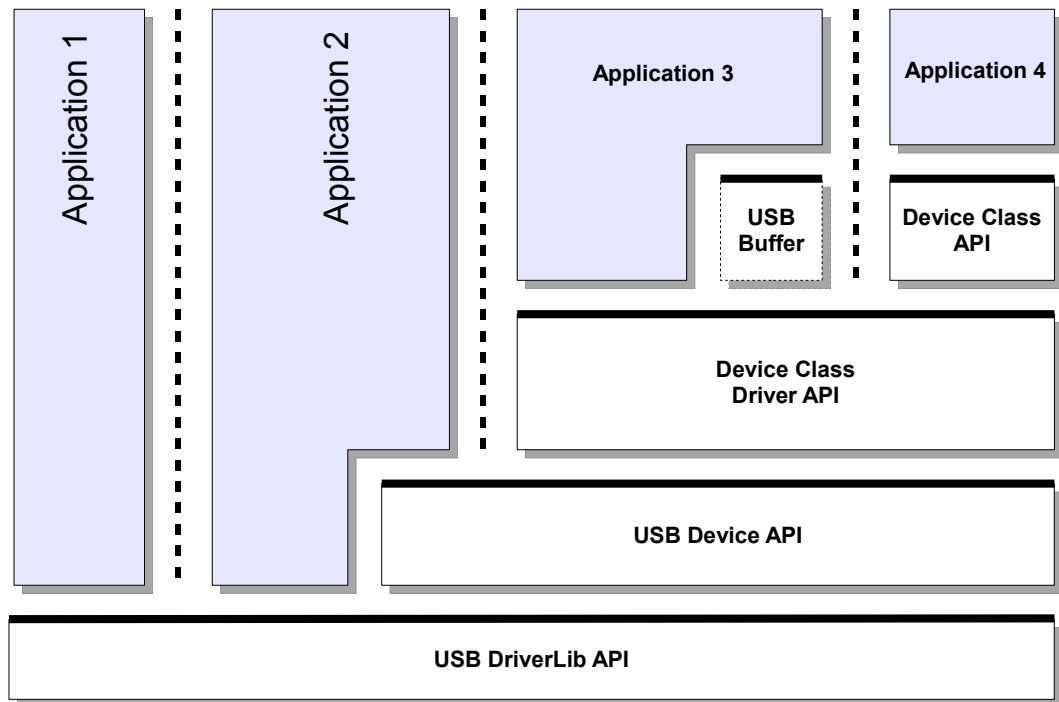 Application 1
Application 2
Application 3
Application 4
USB
Buffer
Device Class
API
Device Class
Driver API
USB Device API
USB DriverLib API